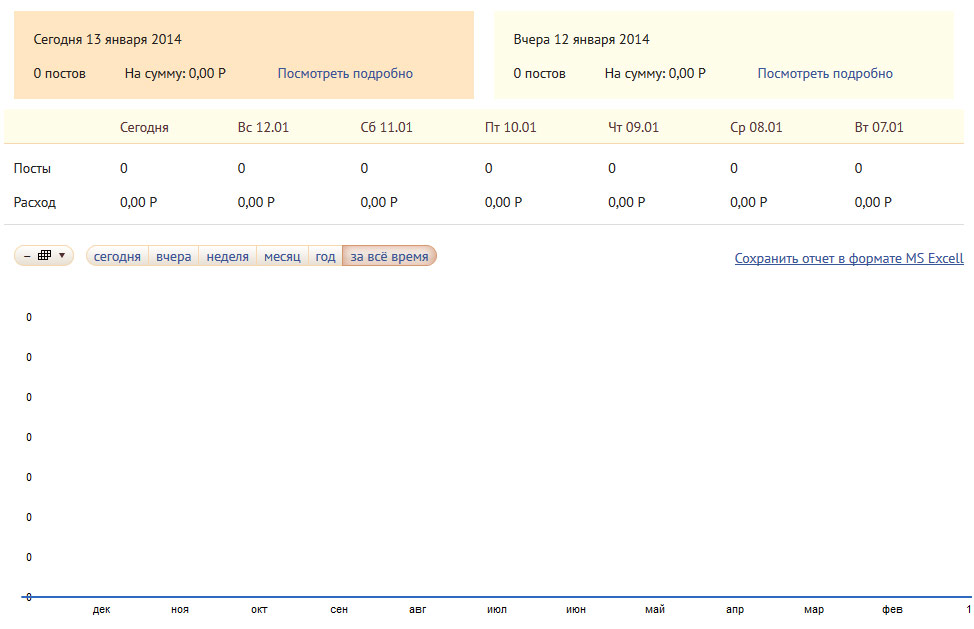 Сегодня 13 января 2014
0 постов На сумму: 0,00 Р Посмотреть подробно
Вчера 12 января 2014
0 постов На сумму: 0,00 Р Посмотреть подробно
Сегодня Вс 12.01 Сб 11.01 Пт 10.01 Чт 09.01 Ср 08.01 Вт 07.01
Посты 0 0 0 0 0 0 0
Расход 0,00 Р 0,00 Р 0,00 Р 0,00 Р 0,00 Р 0,00 Р 0,00 Р
сегодня вчера неделя месяц год за всё время
Сохранить отчет в формате MS Excell
0
0
0
0
0
0
0
0
дек ноя окт сен авг июл июн май апр мар фев 1